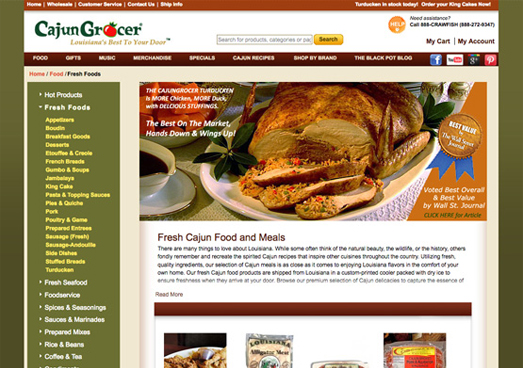 Home | Wholesale | Customer Service | Contact Us | Ship Info
Turducken in stock today! Order your King Cakes Now!
CajunGrocer®
Louisiana's Best To Your Door™
Search for products, categories or pa
Search
HELP
Need assistance?
Call 888-CRAWFISH (888-272-9347)
My Cart | My Account
FOOD GIFTS MUSIC MERCHANDISE SPECIALS CAJUN RECIPES SHOP BY BRAND THE BLACK POT BLOG
Home / Food / Fresh Foods
Hot Products
Fresh Foods
Appetizers
Boudin
Breakfast Goods
Desserts
Etouffee & Creole
French Breads
Gumbo & Soups
Jambalaya
King Cake
Pasta & Topping Sauces
Pies & Quiche
Pork
Poultry & Game
Prepared Entrees
Sausage (Fresh)
Sausage-Andouille
Side Dishes
Stuffed Breads
Turducken
Fresh Seafood
Foodservice
Spices & Seasonings
Sauces & Marinades
Prepared Mixes
Rice & Beans
Coffee & Tea
Condiments
THE CAJUNGROCER TURDUCKEN
IS MORE Chicken, MORE Duck,
with DELICIOUS STUFFINGS.
The Best On The Market,
Hands Down & Wings Up!
BEST
VALUE
by
The Wall Street
Journal
Voted Best Overall
& Best Value
by Wall St. Journal
CLICK HERE for Article
Fresh Cajun Food and Meals
There are many things to love about Louisiana. While some often think of the natural beauty, the wildlife, or the history, others
fondly remember and recreate the spirited Cajun recipes that inspire other cuisines throughout the country. Utilizing fresh,
quality ingredients, our selection of Cajun meals is as close as it comes to enjoying Louisiana flavors in the comfort of your
own home. Our fresh Cajun food products are shipped from Louisiana in a custom-printed cooler packed with dry ice to
ensure freshness when they arrive at your door. Browse our premium selection of Cajun delicacies to capture the essence of
Read More
LOUISIANA
Alligator Meat